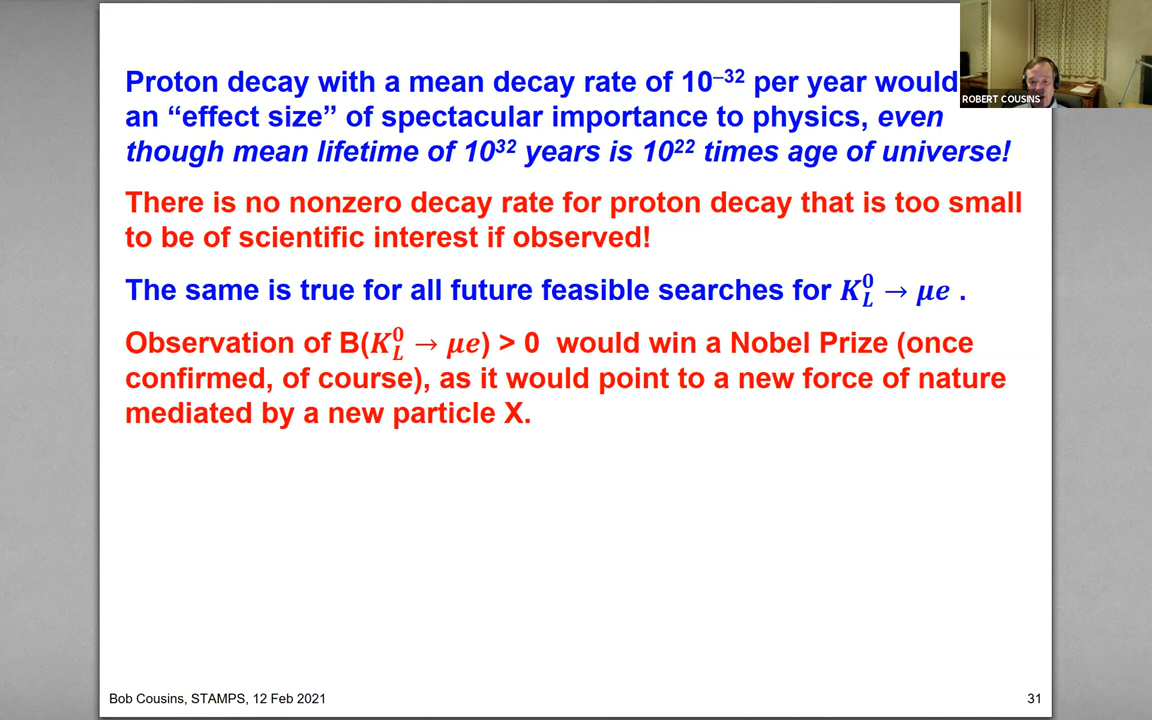 Proton decay with a mean decay rate of 10⁻³² per year would
ROBERT COUSINS
an “effect size” of spectacular importance to physics, even
though mean lifetime of 10³² years is 10²² times age of universe!
There is no nonzero decay rate for proton decay that is too small
to be of scientific interest if observed!
The same is true for all future feasible searches for K⁰_L → μe .
Observation of B(K⁰_L → μe) > 0 would win a Nobel Prize (once
confirmed, of course), as it would point to a new force of nature
mediated by a new particle X.
Bob Cousins, STAMPS, 12 Feb 2021
31